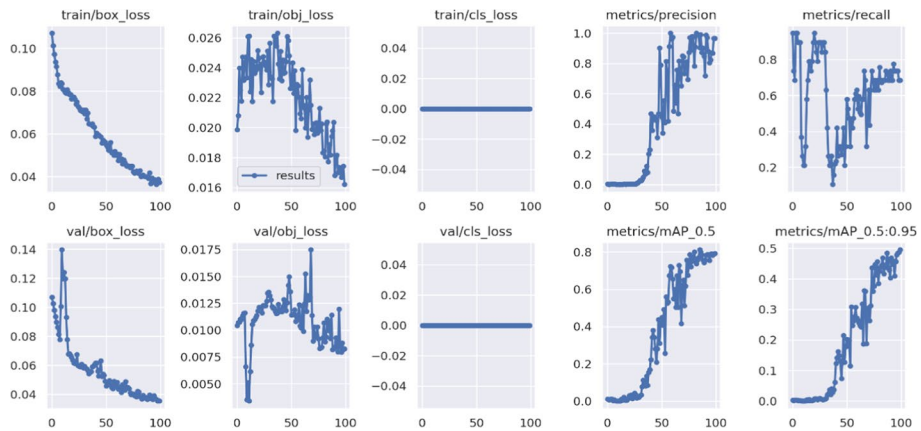 train/box_loss
0.10
0.08
0.06
0.04
0 50 100
train/obj_loss
0.026
0.024
0.022
0.020
0.018
0.016
results
0 50 100
train/cls_loss
0.04
0.02
0.00
−0.02
−0.04
0 50 100
metrics/precision
1.0
0.8
0.6
0.4
0.2
0.0
0 50 100
metrics/recall
0.8
0.6
0.4
0.2
0 50 100
val/box_loss
0.14
0.12
0.10
0.08
0.06
0.04
0 50 100
val/obj_loss
0.0175
0.0150
0.0125
0.0100
0.0075
0.0050
0 50 100
val/cls_loss
0.04
0.02
0.00
−0.02
−0.04
0 50 100
metrics/mAP_0.5
0.8
0.6
0.4
0.2
0.0
0 50 100
metrics/mAP_0.5:0.95
0.5
0.4
0.3
0.2
0.1
0.0
0 50 100